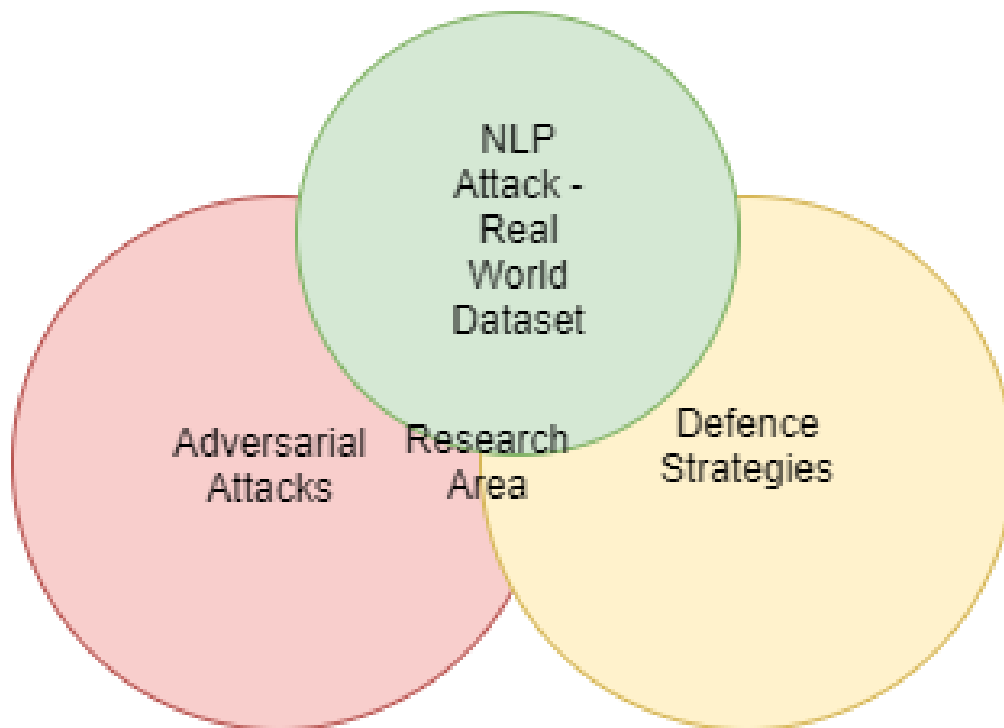 NLP
Attack -
Real
World
Dataset
Adversarial
Attacks
Research
Area
Defence
Strategies